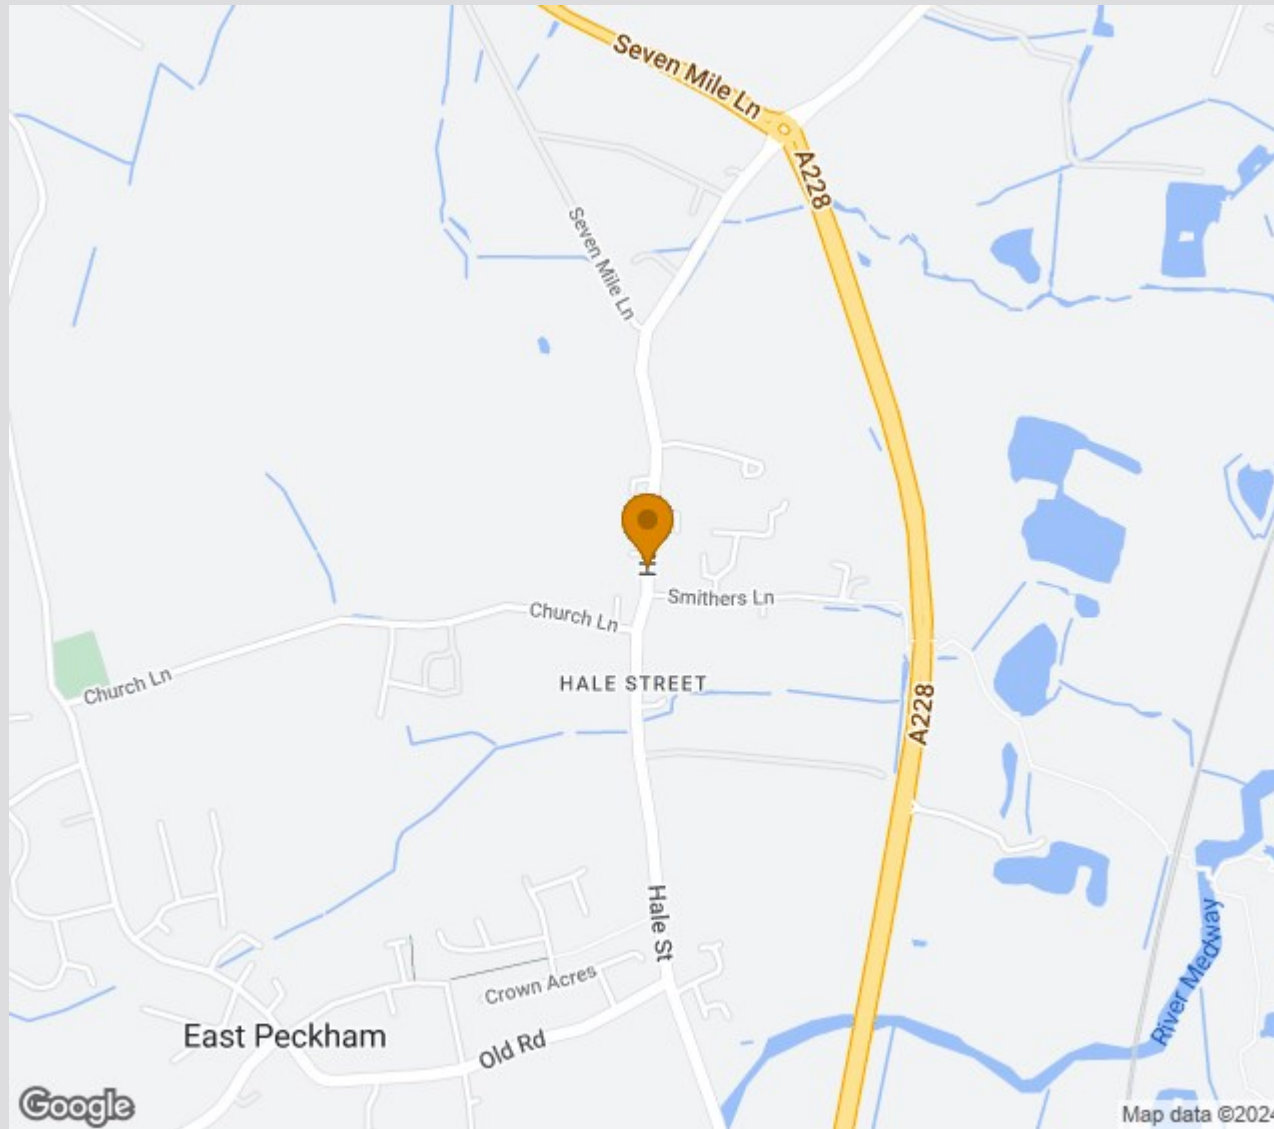 Seven Mile Ln
A228
Seven Mile Ln
Smithers Ln
Church Ln
Church Ln
HALE STREET
A228
Hale St
River Medway
Crown Acres
East Peckham
Old Rd
Google
Map data ©2024